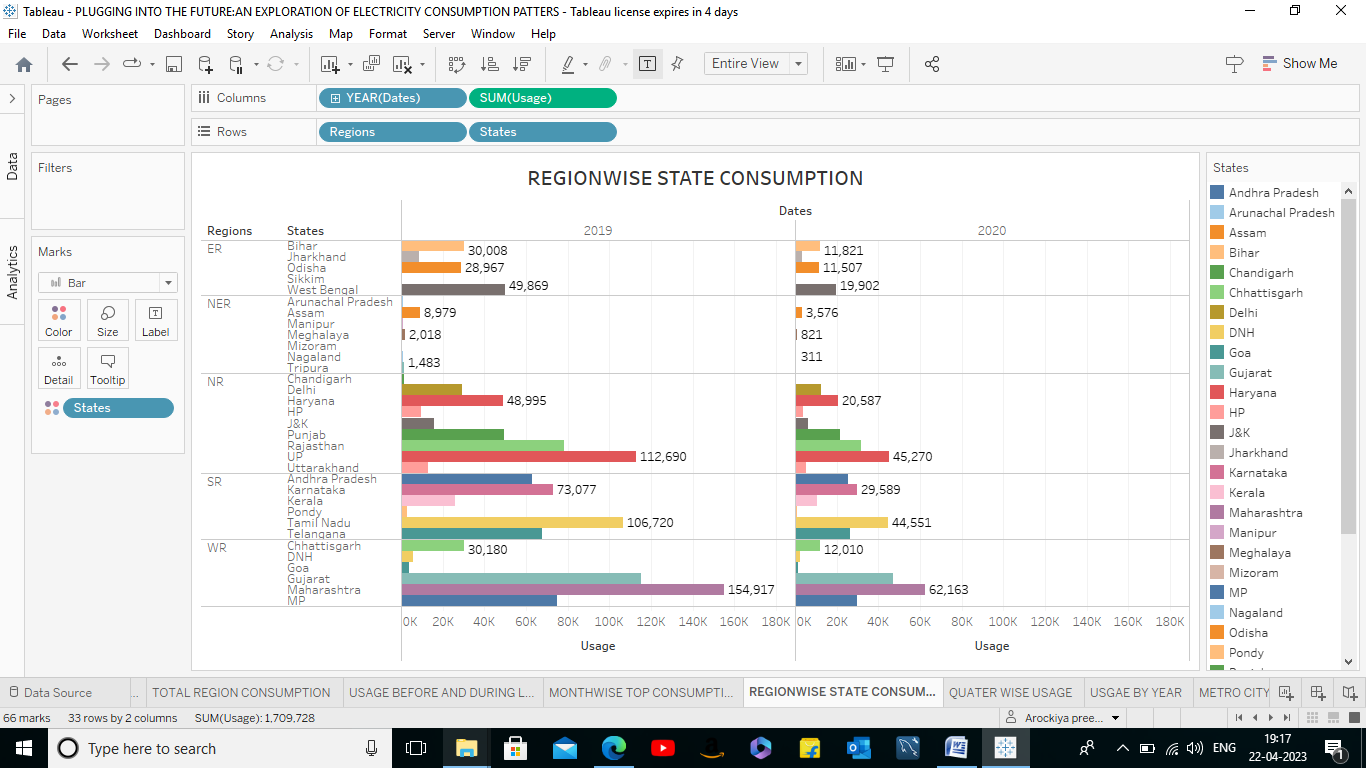 Tableau - PLUGGING INTO THE FUTURE:AN EXPLORATION OF ELECTRICITY CONSUMPTION PATTERS - Tableau license expires in 4 days
File Data Worksheet Dashboard Story Analysis Map Format Server Window Help
Entire View
Show Me
Pages
Columns
YEAR(Dates)
SUM(Usage)
Rows
Regions
States
Data
Analytics
Filters
Marks
Bar
Color Size Label
Detail Tooltip
States
REGIONWISE STATE CONSUMPTION
Dates
Regions States 2019 2020
ER Bihar 30,008 11,821
Jharkhand
Odisha 28,967 11,507
Sikkim
West Bengal 49,869 19,902
NER Arunachal Pradesh
Assam 8,979 3,576
Manipur
Meghalaya 2,018 821
Mizoram
Nagaland 311
Tripura 1,483
NR Chandigarh
Delhi
Haryana 48,995 20,587
HP
J&K
Punjab
Rajasthan
UP 112,690 45,270
Uttarakhand
SR Andhra Pradesh
Karnataka 73,077 29,589
Kerala
Pondy
Tamil Nadu 106,720 44,551
Telangana
WR Chhattisgarh 30,180 12,010
DNH
Goa
Gujarat
Maharashtra 154,917 62,163
MP
0K 20K 40K 60K 80K 100K 120K 140K 160K 180K 0K 20K 40K 60K 80K 100K 120K 140K 160K 180K
Usage Usage
States
Andhra Pradesh
Arunachal Pradesh
Assam
Bihar
Chandigarh
Chhattisgarh
Delhi
DNH
Goa
Gujarat
Haryana
HP
J&K
Jharkhand
Karnataka
Kerala
Maharashtra
Manipur
Meghalaya
Mizoram
MP
Nagaland
Odisha
Pondy
Data Source ... TOTAL REGION CONSUMPTION USAGE BEFORE AND DURING L... MONTHWISE TOP CONSUMPTI... REGIONWISE STATE CONSUM... QUATER WISE USAGE USGAE BY YEAR METRO CITY
66 marks 33 rows by 2 columns SUM(Usage): 1,709,728 Arockiya pree...
Type here to search
ENG
19:17
22-04-2023
1